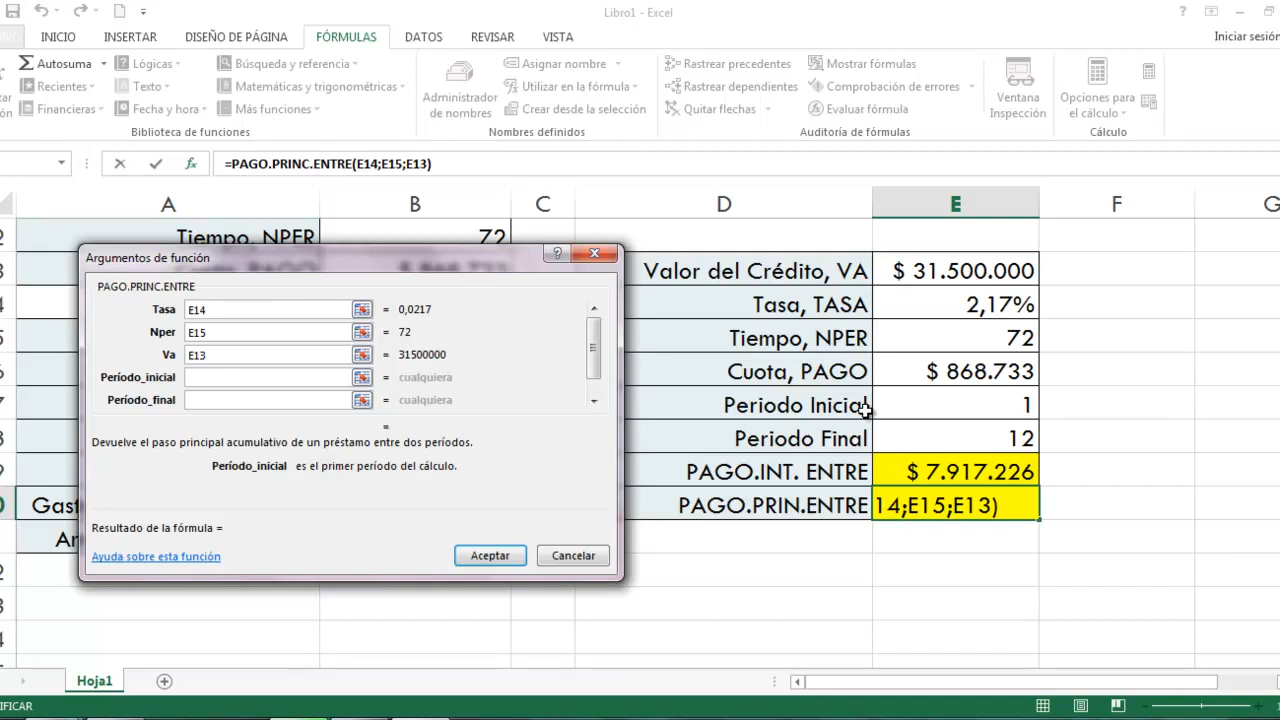 Libro1 - Excel
INICIO INSERTAR DISEÑO DE PÁGINA FÓRMULAS DATOS REVISAR VISTA Iniciar sesión
Autosuma Lógicas Búsqueda y referencia Asignar nombre Rastrear precedentes Mostrar fórmulas
Recientes Texto Matemáticas y trigonométricas Utilizar en la fórmula Rastrear dependientes Comprobación de errores
Financieras Fecha y hora Más funciones Crear desde la selección Quitar flechas Evaluar fórmula
Administrador de nombres
Ventana Inspección
Opciones para el cálculo
Biblioteca de funciones Nombres definidos Auditoría de fórmulas Cálculo
fx =PAGO.PRINC.ENTRE(E14;E15;E13)
A B C D E F G
Tiempo, NPER 72
Valor del Crédito, VA $ 31.500.000
Tasa, TASA 2,17%
Tiempo, NPER 72
Cuota, PAGO $ 868.733
Periodo Inicial 1
Periodo Final 12
PAGO.INT. ENTRE $ 7.917.226
PAGO.PRIN.ENTRE 14;E15;E13)
Argumentos de función
PAGO.PRINC.ENTRE
Tasa E14 = 0,0217
Nper E15 = 72
Va E13 = 31500000
Período_inicial = cualquiera
Período_final = cualquiera
=
Devuelve el paso principal acumulativo de un préstamo entre dos períodos.
Período_inicial es el primer período del cálculo.
Resultado de la fórmula =
Ayuda sobre esta función Aceptar Cancelar
Hoja1